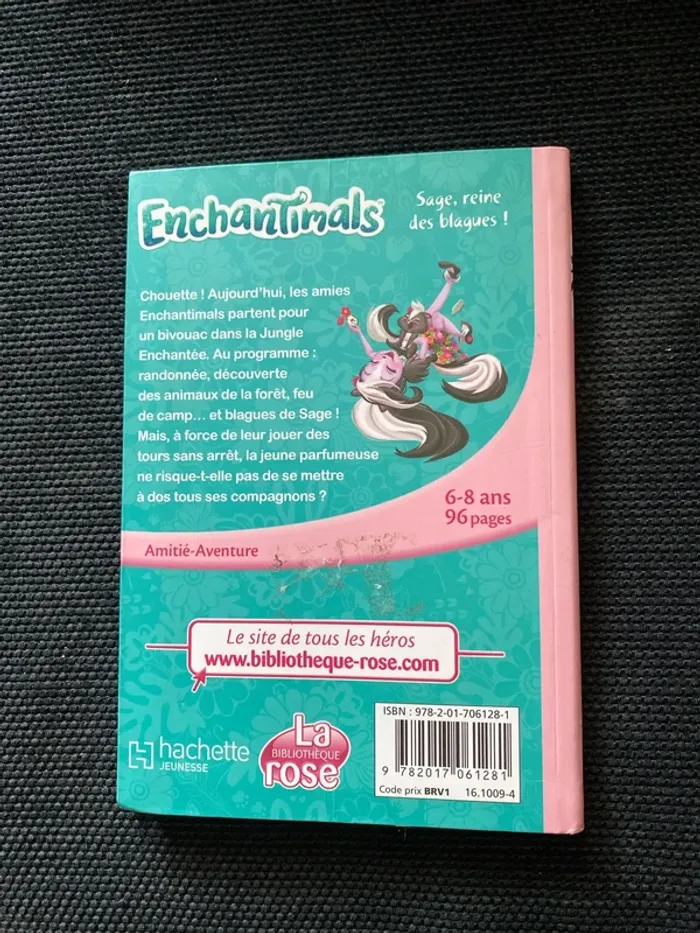 Enchantimals
Sage, reine
des blagues !
Chouette ! Aujourd'hui, les amies
Enchantimals partent pour
un bivouac dans la Jungle
Enchantée. Au programme :
randonnée, découverte
des animaux de la forêt, feu
de camp... et blagues de Sage !
Mais, à force de leur jouer des
tours sans arrêt, la jeune parfumeuse
ne risque-t-elle pas de se mettre
à dos tous ses compagnons ?
6-8 ans
96 pages
Amitié-Aventure
Le site de tous les héros
www.bibliotheque-rose.com
hachette
JEUNESSE
La
BIBLIOTHÈQUE
rose
ISBN : 978-2-01-706128-1
9 782017 061281
Code prix BRV1 16.1009-4